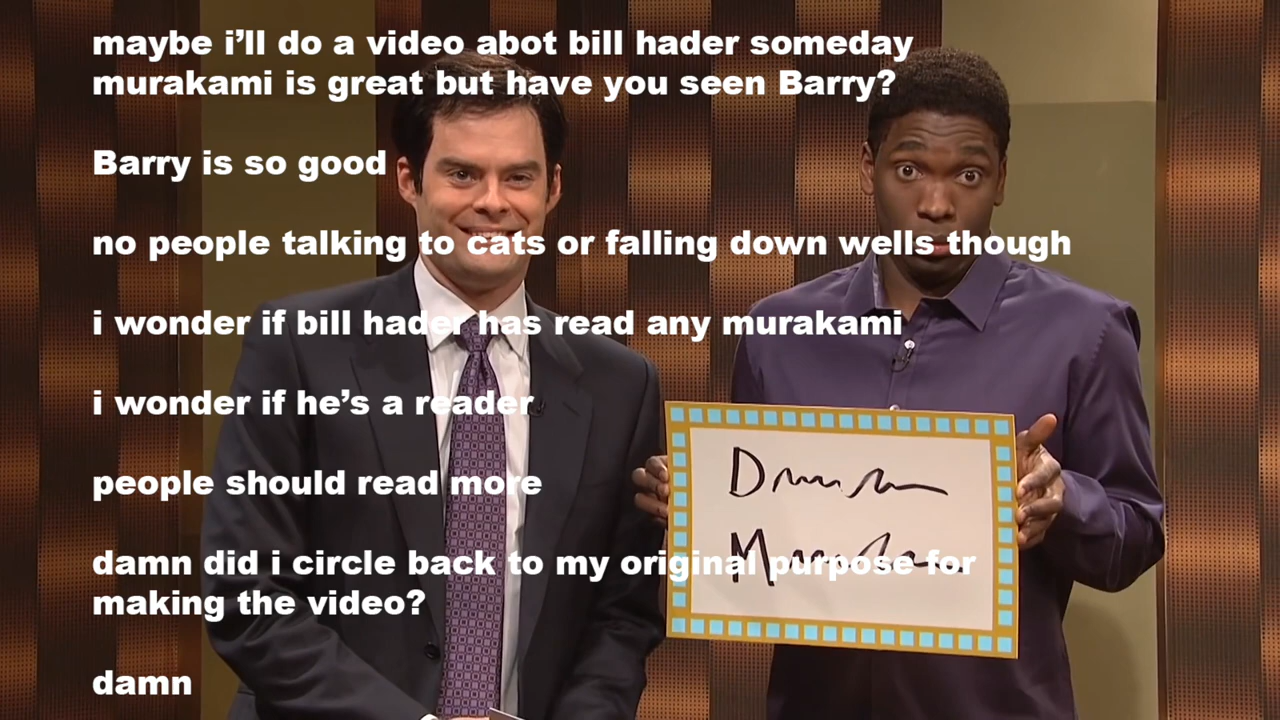 maybe i’ll do a video abot bill hader someday
murakami is great but have you seen Barry?
Barry is so good
no people talking to cats or falling down wells though
i wonder if bill hader has read any murakami
i wonder if he’s a reader
people should read more
damn did i circle back to my original purpose for
making the video?
damn